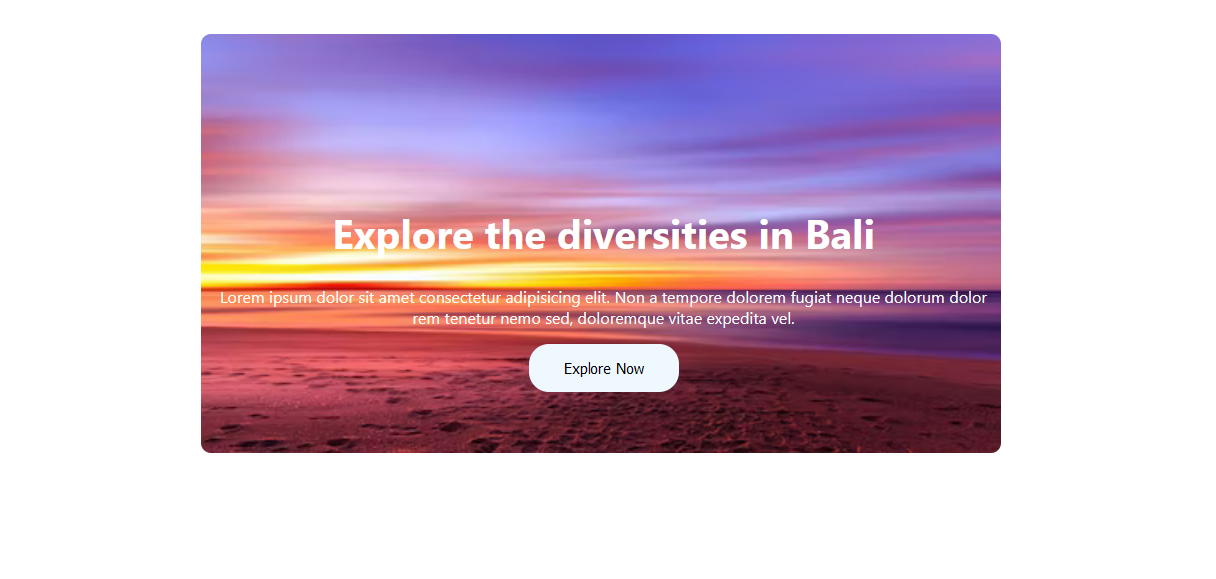 Explore the diversities in Bali
Lorem ipsum dolor sit amet consectetur adipisicing elit. Non a tempore dolorem fugiat neque dolorum dolor
rem tenetur nemo sed, doloremque vitae expedita vel.
Explore Now